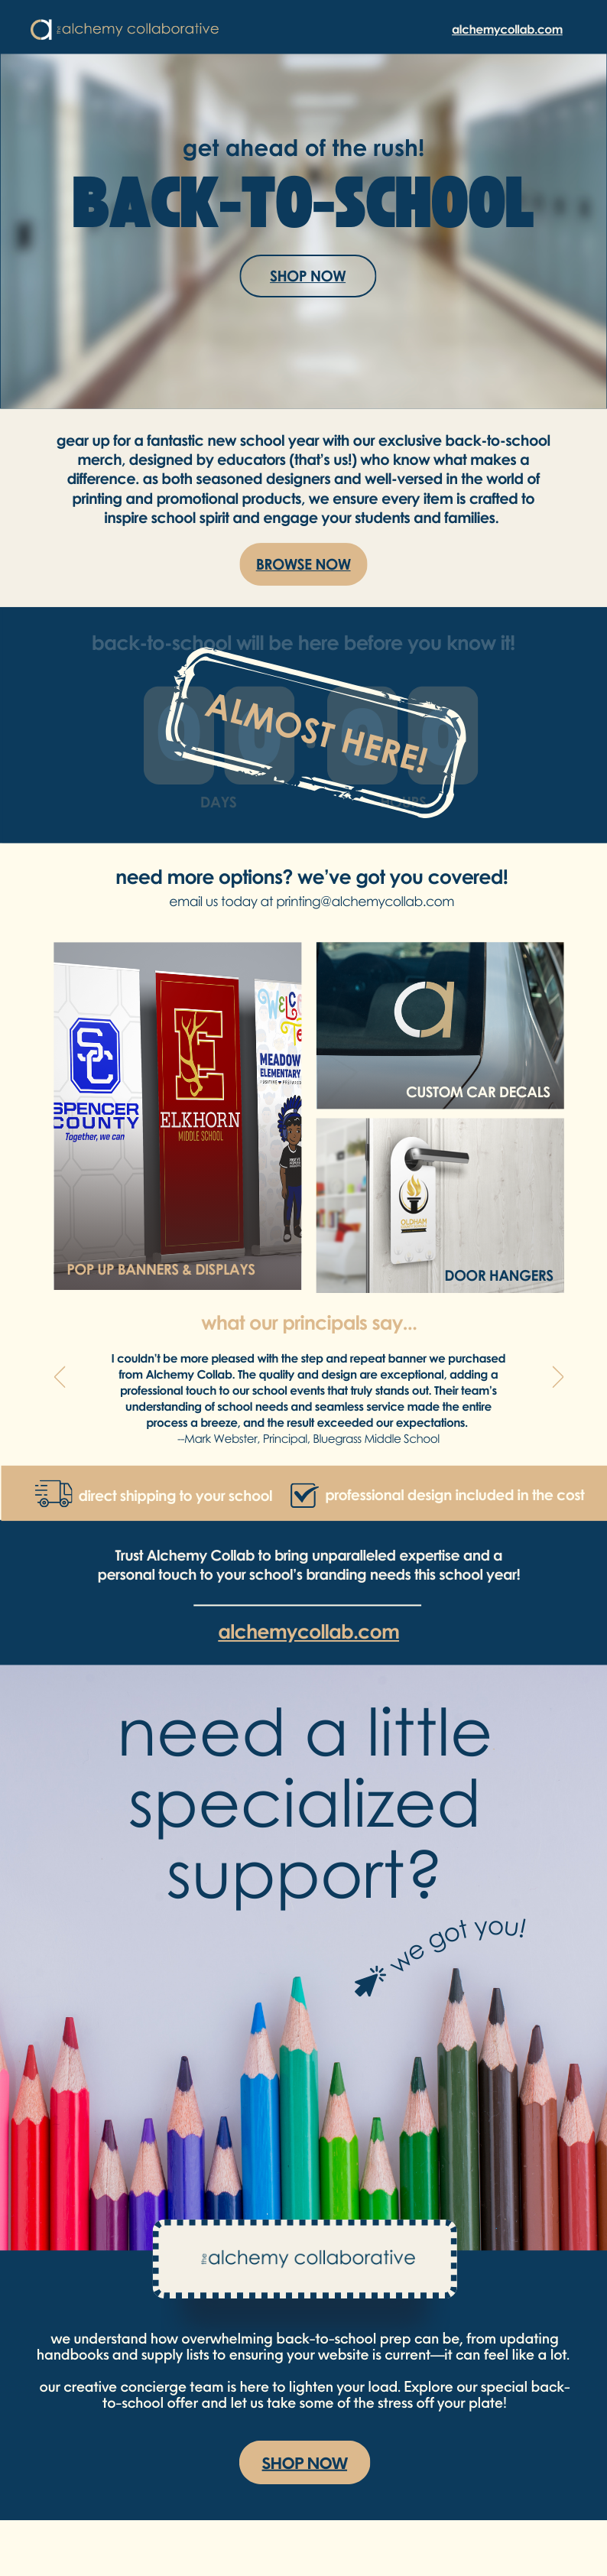 the alchemy collaborative
alchemycollab.com
get ahead of the rush!
BACK-TO-SCHOOL
SHOP NOW
gear up for a fantastic new school year with our exclusive back-to-school
merch, designed by educators (that's us!) who know what makes a
difference. as both seasoned designers and well-versed in the world of
printing and promotional products, we ensure every item is crafted to
inspire school spirit and engage your students and families.
BROWSE NOW
back-to-school will be here before you know it!
ALMOST HERE!
00:00
DAYS HOURS
need more options? we've got you covered!
email us today at printing@alchemycollab.com
SC
SPENCER
COUNTY
Together, we can
E
ELKHORN
MIDDLE SCHOOL
MEADOW
ELEMENTARY
POP UP BANNERS & DISPLAYS
a
CUSTOM CAR DECALS
OLDHAM
DOOR HANGERS
what our principals say...
I couldn't be more pleased with the step and repeat banner we purchased
from Alchemy Collab. The quality and design are exceptional, adding a
professional touch to our school events that truly stands out. Their team's
understanding of school needs and seamless service made the entire
process a breeze, and the result exceeded our expectations.
--Mark Webster, Principal, Bluegrass Middle School
direct shipping to your school
professional design included in the cost
Trust Alchemy Collab to bring unparalleled expertise and a
personal touch to your school's branding needs this school year!
alchemycollab.com
need a little
specialized
support?
we got you!
the alchemy collaborative
we understand how overwhelming back-to-school prep can be, from updating
handbooks and supply lists to ensuring your website is current—it can feel like a lot.
our creative concierge team is here to lighten your load. Explore our special back-
to-school offer and let us take some of the stress off your plate!
SHOP NOW